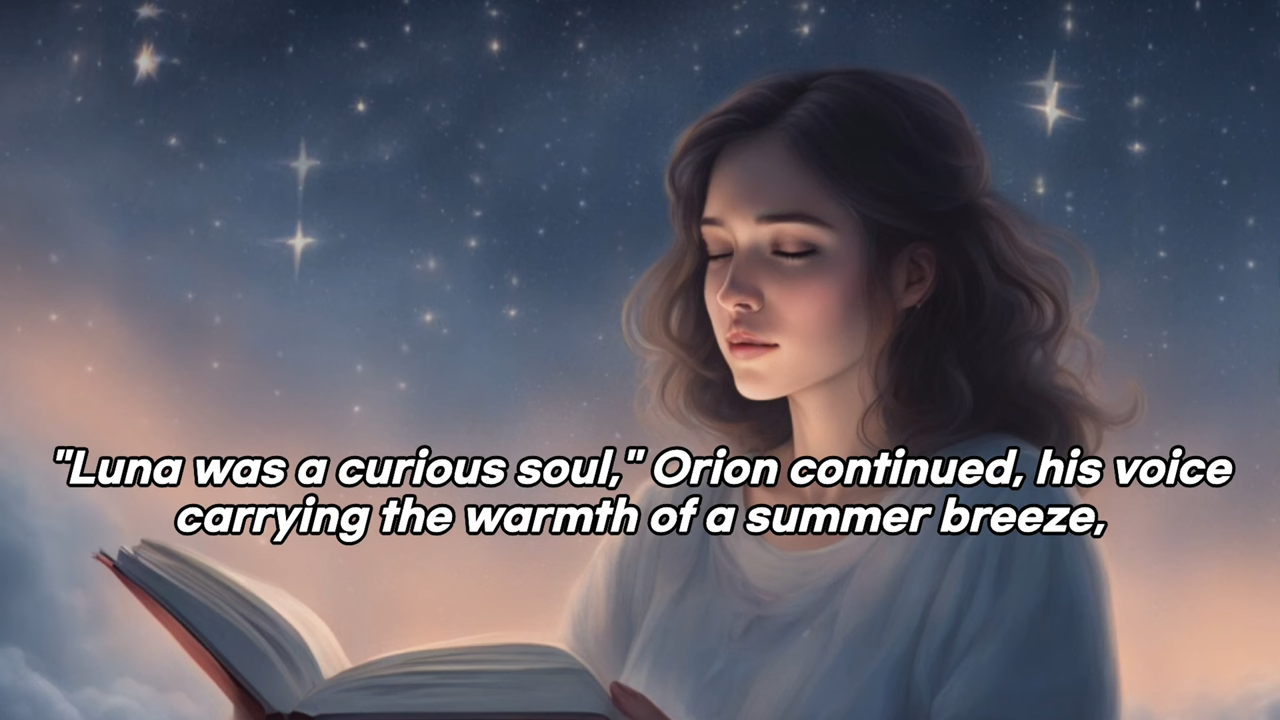 "Luna was a curious soul," Orion continued, his voice
carrying the warmth of a summer breeze,